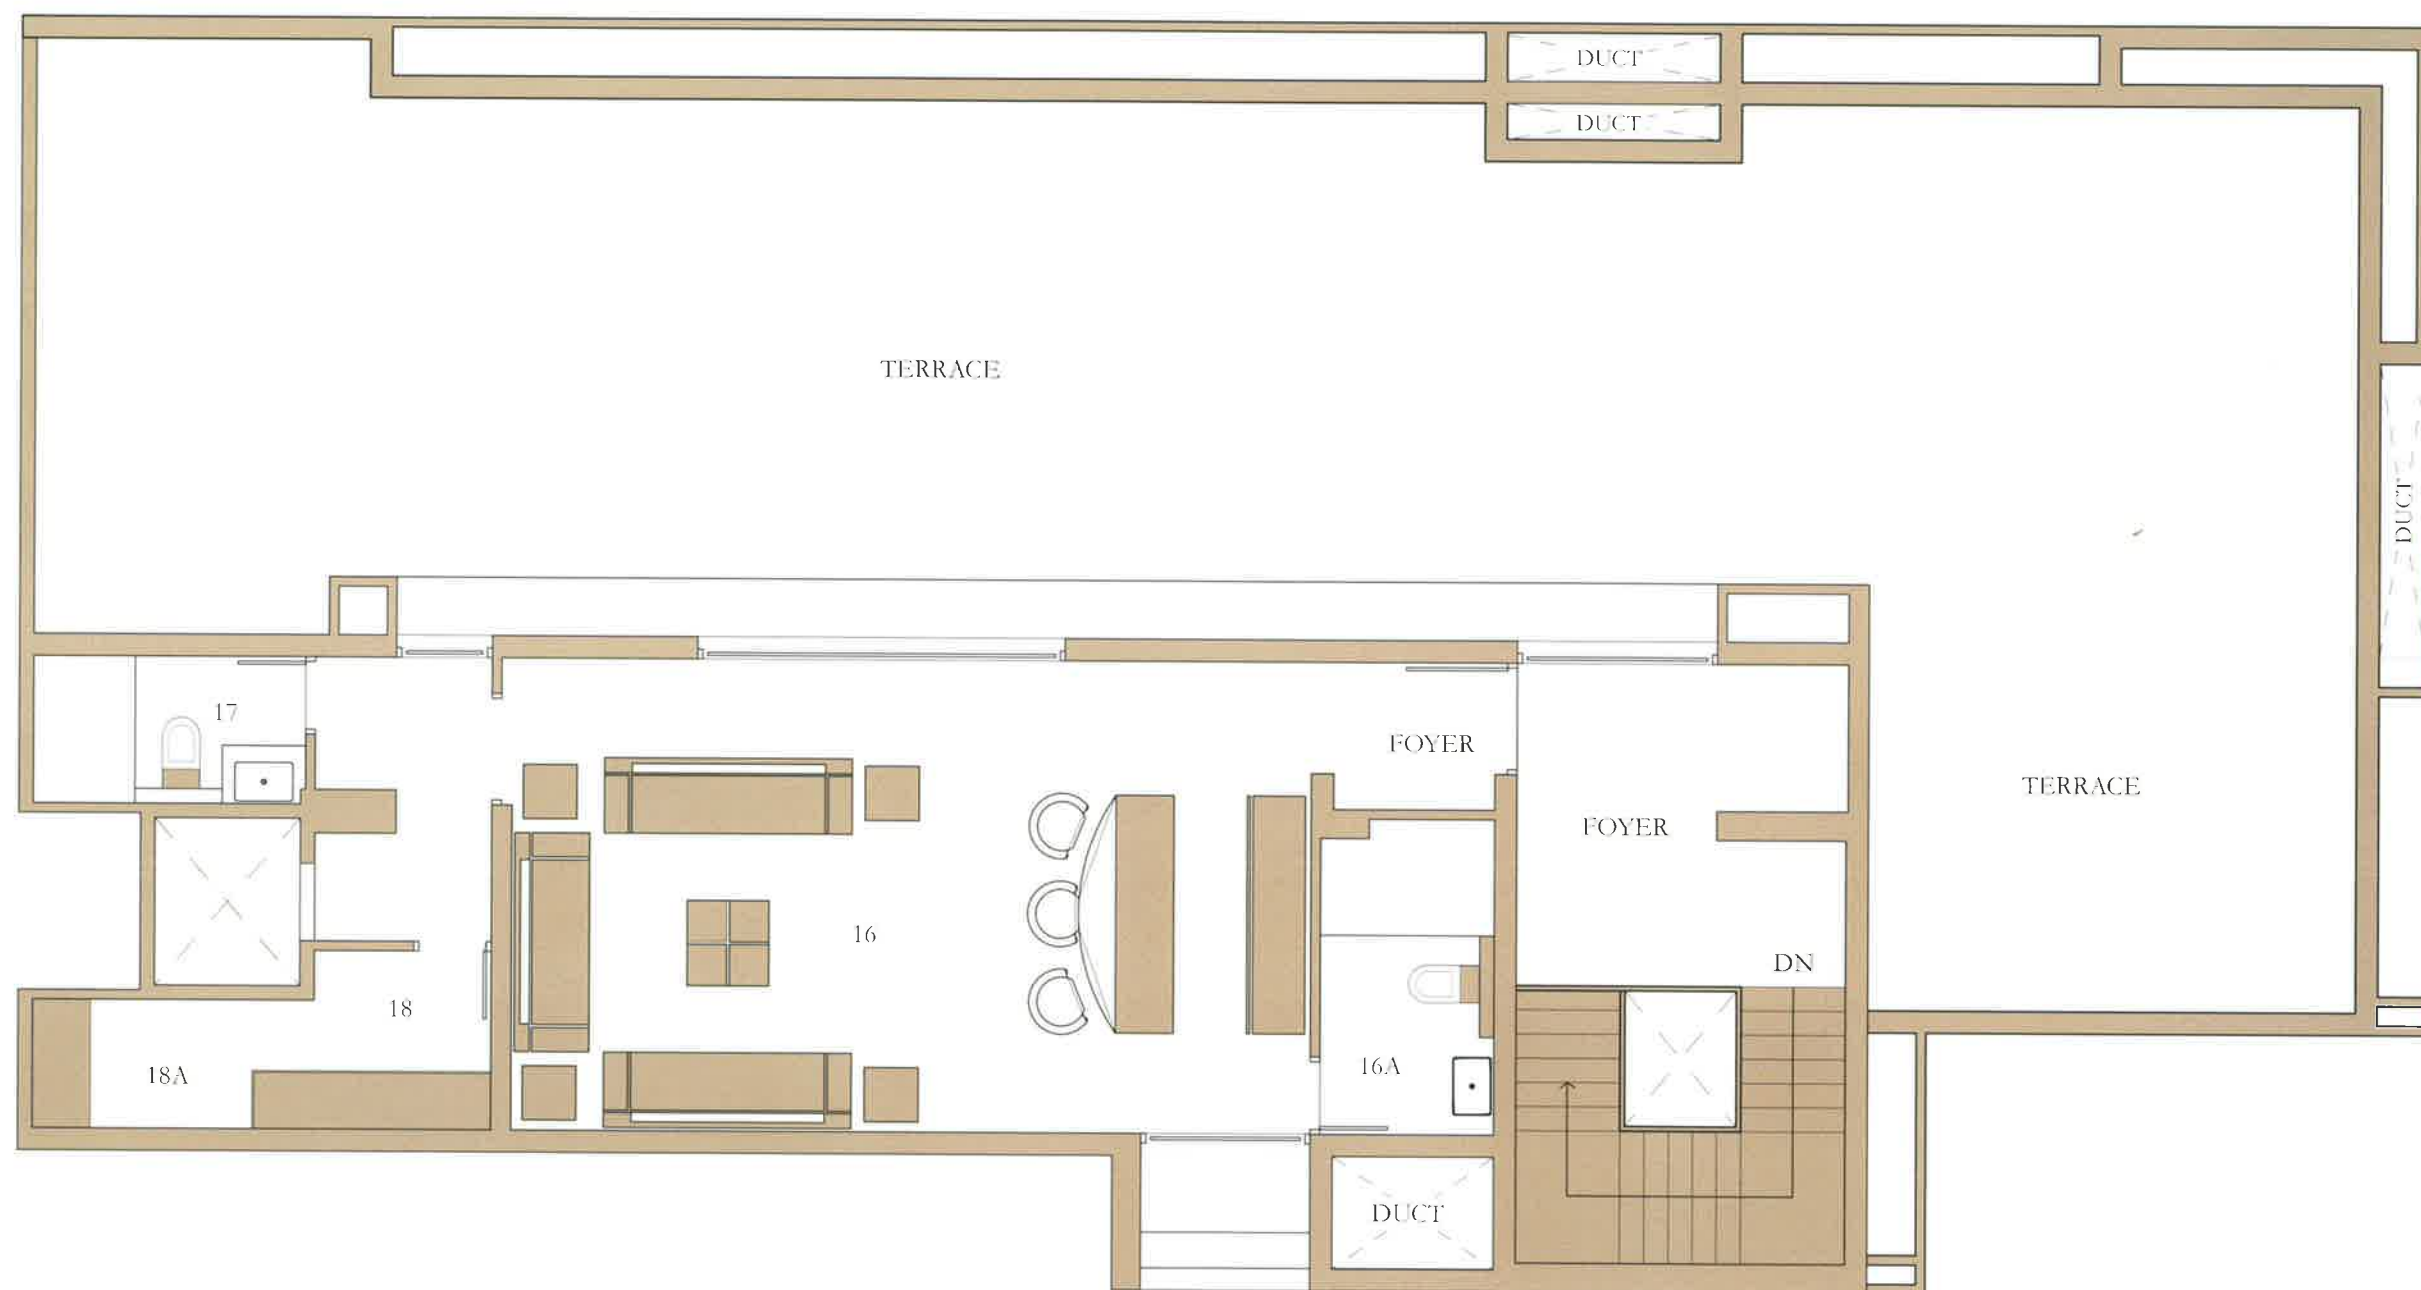 DUCT
DUCT
TERRACE
DUCT
17
FOYER
TERRACE
FOYER
16
DN
18
16A
18A
DUCT